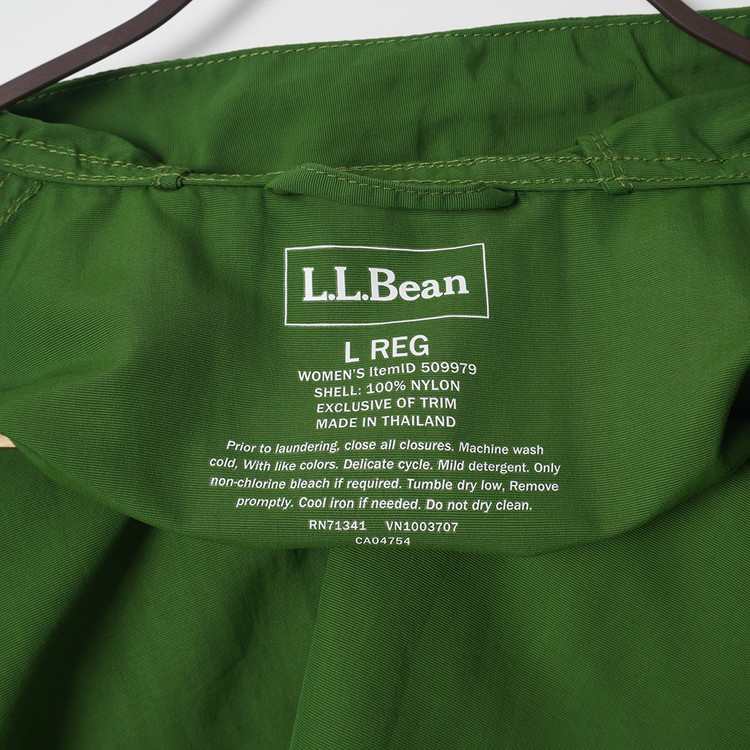 L.L.Bean
L REG
WOMEN'S ItemID 509979
SHELL: 100% NYLON
EXCLUSIVE OF TRIM
MADE IN THAILAND
Prior to laundering, close all closures. Machine wash
cold, With like colors. Delicate cycle. Mild detergent. Only
non-chlorine bleach if required. Tumble dry low, Remove
promptly. Cool iron if needed. Do not dry clean.
RN71341 VN1003707
CA04754